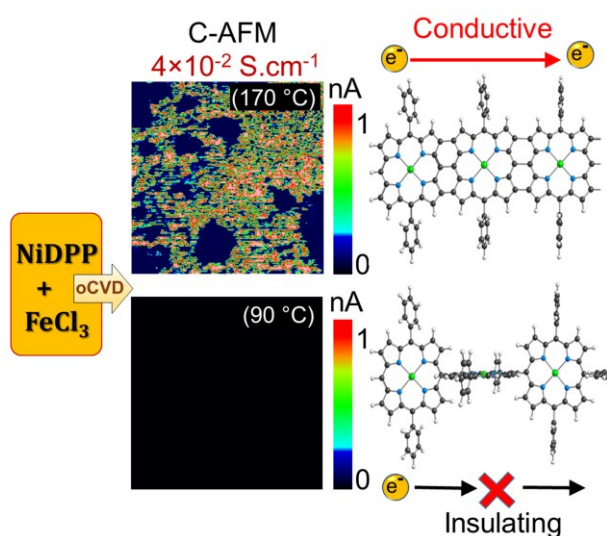 C-AFM
4×10⁻² S.cm⁻¹
(170 °C)
nA
1
0
Conductive
e⁻
e⁻
NiDPP
+
FeCl₃
oCVD
(90 °C)
nA
1
0
e⁻
Insulating